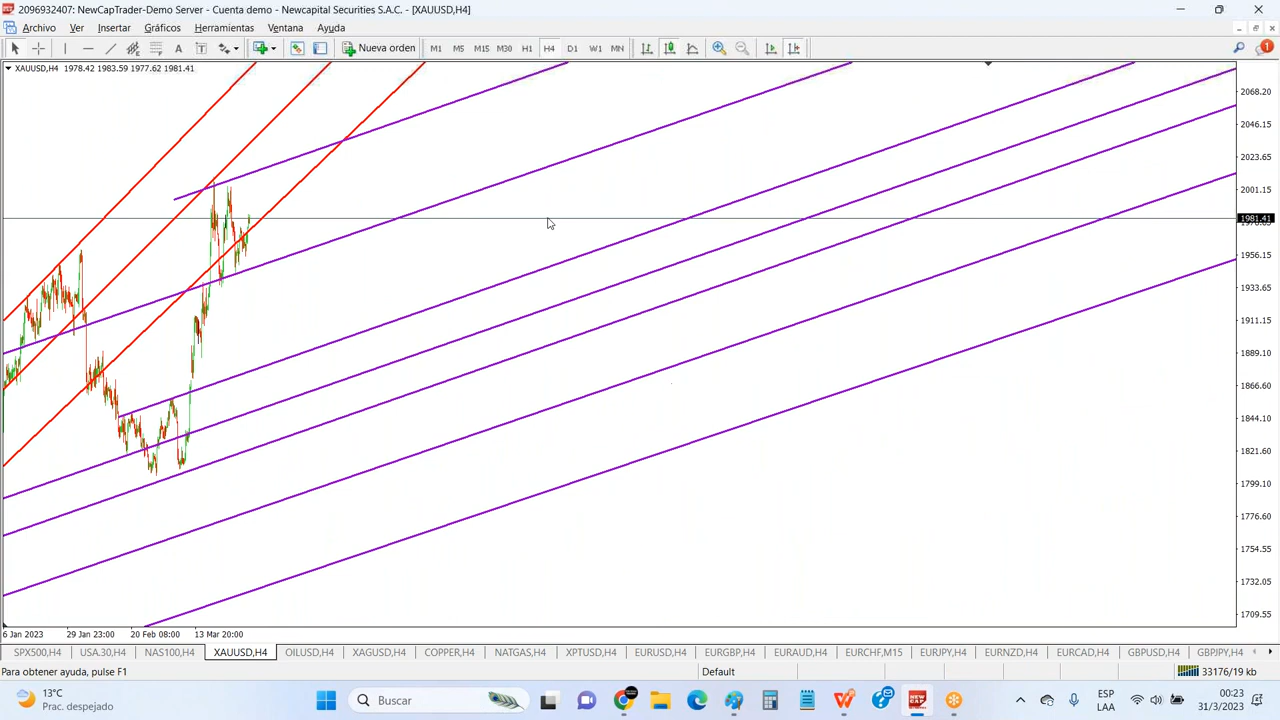 2096932407: NewCapTrader-Demo Server - Cuenta demo - Newcapital Securities S.A.C. - [XAUUSD,H4]
Archivo Ver Insertar Gráficos Herramientas Ventana Ayuda
A T Nueva orden M1 M5 M15 M30 H1 H4 D1 W1 MN 1
XAUUSD,H4 1978.42 1983.59 1977.62 1981.41
2068.20
2046.15
2023.65
2001.15
1981.41
1956.15
1933.65
1911.15
1889.10
1866.60
1844.10
1821.60
1799.10
1776.60
1754.55
1732.05
1709.55
6 Jan 2023 29 Jan 23:00 20 Feb 08:00 13 Mar 20:00
SPX500,H4 USA.30,H4 NAS100,H4 XAUUSD,H4 OILUSD,H4 XAGUSD,H4 COPPER,H4 NATGAS,H4 XPTUSD,H4 EURUSD,H4 EURGBP,H4 EURAUD,H4 EURCHF,M15 EURJPY,H4 EURNZD,H4 EURCAD,H4 GBPUSD,H4 GBPJPY,H4
Para obtener ayuda, pulse F1 Default 33176/19 kb
13°C
Prac. despejado
Buscar
ESP
LAA
00:23
31/3/2023